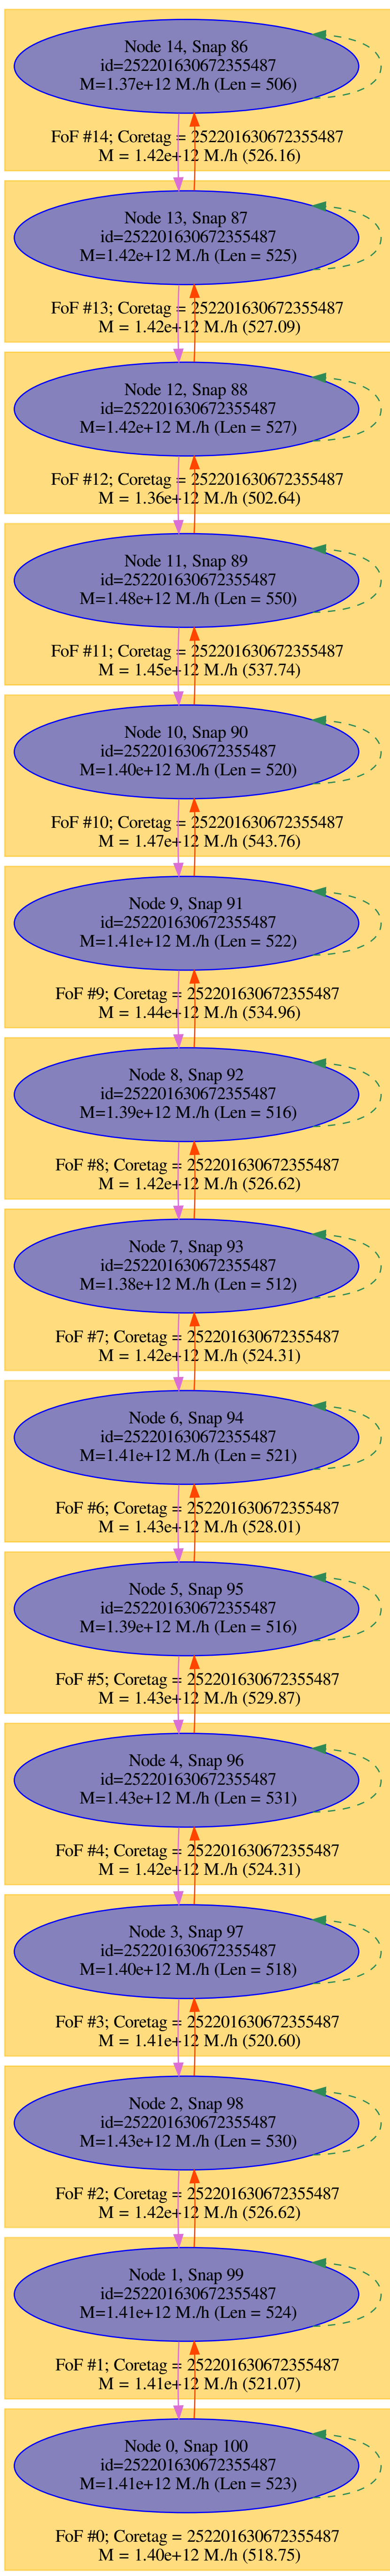 Node 14, Snap 86
id=252201630672355487
M=1.37e+12 M./h (Len = 506)
FoF #14; Coretag = 252201630672355487
M = 1.42e+12 M./h (526.16)
Node 13, Snap 87
id=252201630672355487
M=1.42e+12 M./h (Len = 525)
FoF #13; Coretag = 252201630672355487
M = 1.42e+12 M./h (527.09)
Node 12, Snap 88
id=252201630672355487
M=1.42e+12 M./h (Len = 527)
FoF #12; Coretag = 252201630672355487
M = 1.36e+12 M./h (502.64)
Node 11, Snap 89
id=252201630672355487
M=1.48e+12 M./h (Len = 550)
FoF #11; Coretag = 252201630672355487
M = 1.45e+12 M./h (537.74)
Node 10, Snap 90
id=252201630672355487
M=1.40e+12 M./h (Len = 520)
FoF #10; Coretag = 252201630672355487
M = 1.47e+12 M./h (543.76)
Node 9, Snap 91
id=252201630672355487
M=1.41e+12 M./h (Len = 522)
FoF #9; Coretag = 252201630672355487
M = 1.44e+12 M./h (534.96)
Node 8, Snap 92
id=252201630672355487
M=1.39e+12 M./h (Len = 516)
FoF #8; Coretag = 252201630672355487
M = 1.42e+12 M./h (526.62)
Node 7, Snap 93
id=252201630672355487
M=1.38e+12 M./h (Len = 512)
FoF #7; Coretag = 252201630672355487
M = 1.42e+12 M./h (524.31)
Node 6, Snap 94
id=252201630672355487
M=1.41e+12 M./h (Len = 521)
FoF #6; Coretag = 252201630672355487
M = 1.43e+12 M./h (528.01)
Node 5, Snap 95
id=252201630672355487
M=1.39e+12 M./h (Len = 516)
FoF #5; Coretag = 252201630672355487
M = 1.43e+12 M./h (529.87)
Node 4, Snap 96
id=252201630672355487
M=1.43e+12 M./h (Len = 531)
FoF #4; Coretag = 252201630672355487
M = 1.42e+12 M./h (524.31)
Node 3, Snap 97
id=252201630672355487
M=1.40e+12 M./h (Len = 518)
FoF #3; Coretag = 252201630672355487
M = 1.41e+12 M./h (520.60)
Node 2, Snap 98
id=252201630672355487
M=1.43e+12 M./h (Len = 530)
FoF #2; Coretag = 252201630672355487
M = 1.42e+12 M./h (526.62)
Node 1, Snap 99
id=252201630672355487
M=1.41e+12 M./h (Len = 524)
FoF #1; Coretag = 252201630672355487
M = 1.41e+12 M./h (521.07)
Node 0, Snap 100
id=252201630672355487
M=1.41e+12 M./h (Len = 523)
FoF #0; Coretag = 252201630672355487
M = 1.40e+12 M./h (518.75)